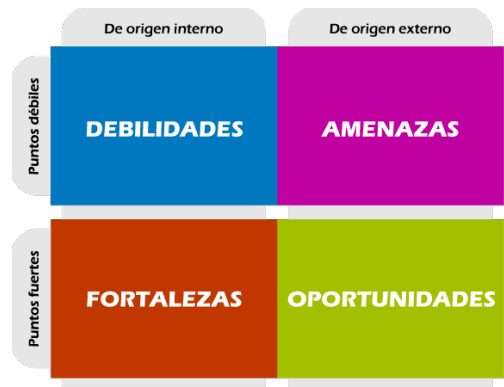 De origen interno
De origen externo
Puntos débiles
DEBILIDADES
AMENAZAS
Puntos fuertes
FORTALEZAS
OPORTUNIDADES